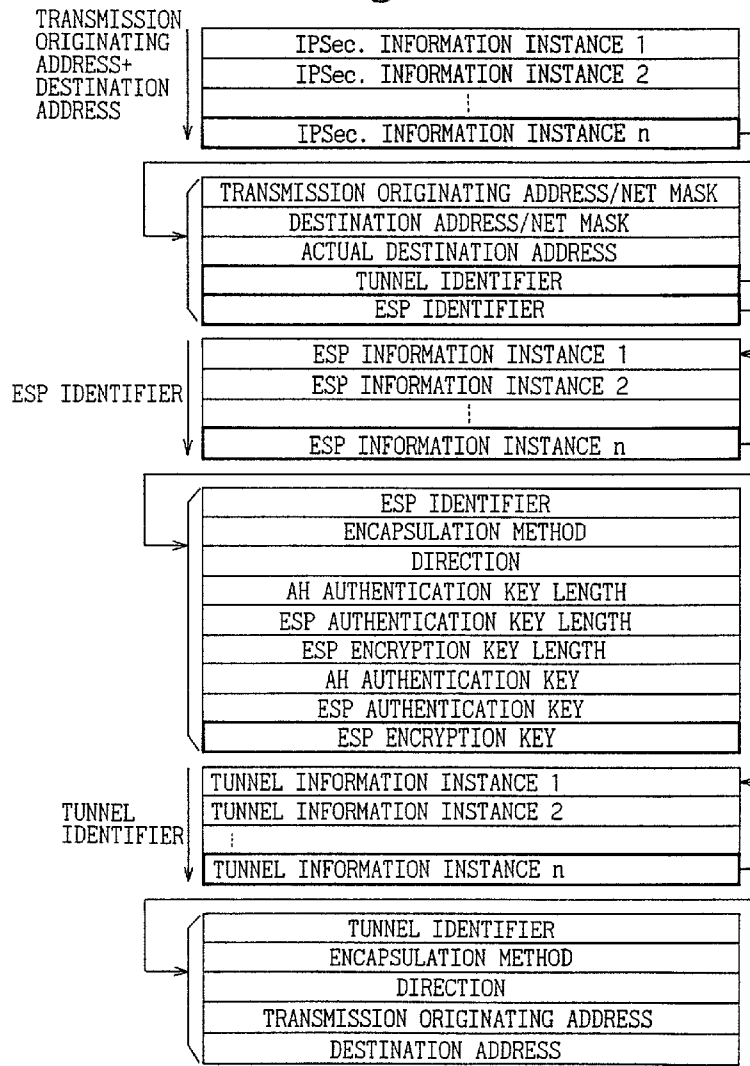 TRANSMISSION
ORIGINATING
ADDRESS+
DESTINATION
ADDRESS
IPSec. INFORMATION INSTANCE 1
IPSec. INFORMATION INSTANCE 2
IPSec. INFORMATION INSTANCE n
TRANSMISSION ORIGINATING ADDRESS/NET MASK
DESTINATION ADDRESS/NET MASK
ACTUAL DESTINATION ADDRESS
TUNNEL IDENTIFIER
ESP IDENTIFIER
ESP IDENTIFIER
ESP INFORMATION INSTANCE 1
ESP INFORMATION INSTANCE 2
ESP INFORMATION INSTANCE n
ESP IDENTIFIER
ENCAPSULATION METHOD
DIRECTION
AH AUTHENTICATION KEY LENGTH
ESP AUTHENTICATION KEY LENGTH
ESP ENCRYPTION KEY LENGTH
AH AUTHENTICATION KEY
ESP AUTHENTICATION KEY
ESP ENCRYPTION KEY
TUNNEL
IDENTIFIER
TUNNEL INFORMATION INSTANCE 1
TUNNEL INFORMATION INSTANCE 2
TUNNEL INFORMATION INSTANCE n
TUNNEL IDENTIFIER
ENCAPSULATION METHOD
DIRECTION
TRANSMISSION ORIGINATING ADDRESS
DESTINATION ADDRESS